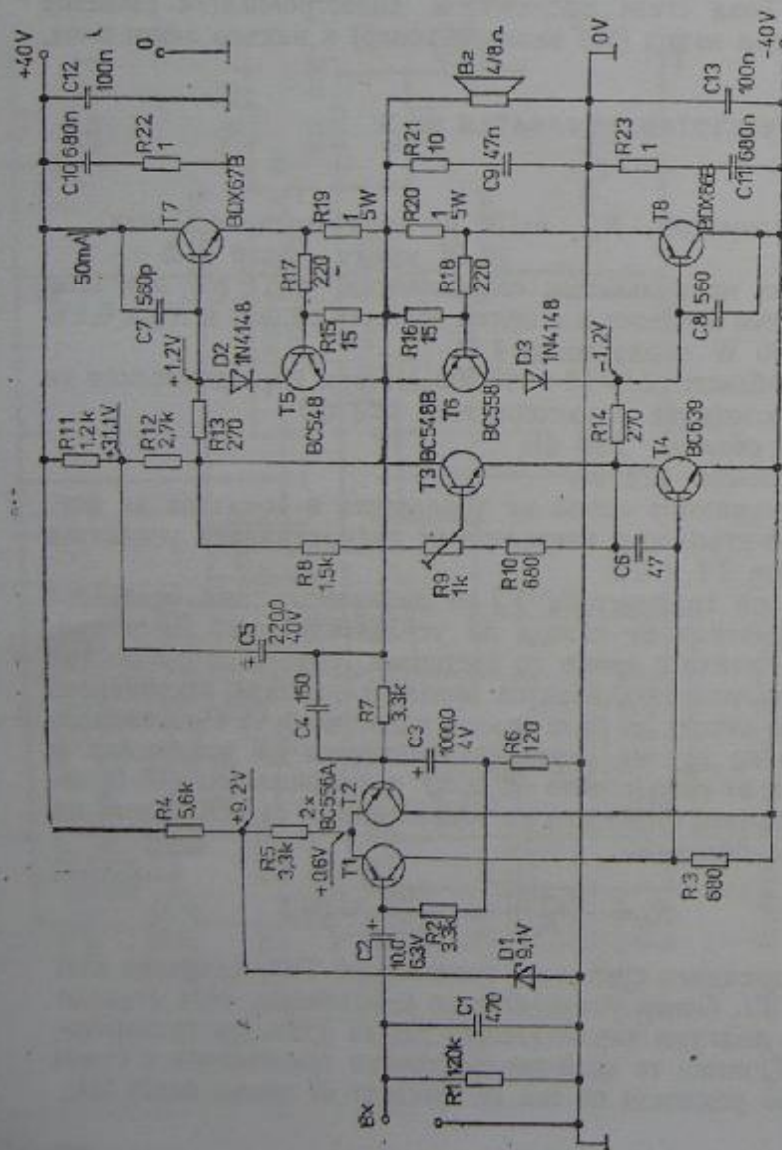 +40V
0
C12
100n
C10
680n
R22
1
50mA
T7
BDX67B
C7
560p
+1,2V
D2
1N4148
R11
1,2k
+31,1V
R12
2,7k
R13
270
T5
BC548
R17
220
R15
15
R19
1
5W
R20
1
5W
R18
220
R16
15
T6
BC558
D3
1N4148
-1,2V
R21
10
C9
47n
B2
4/8Ω
0V
R23
1
C11
680n
C13
100n
-40V
T8
BDX66B
C8
560
R14
270
T4
BC639
T3
BC548B
R8
1,5k
R9
1k
R10
680
C6
47
C5
220,0
40V
C4
150
R7
3,3k
C3
1000,0
4V
R6
120
R4
5,6k
+9,2V
R5
3,3k
2x
BC556A
+0,6V
T1
T2
C2
10,0
6,3V
R2
3,3k
D1
9,1V
R3
680
C1
470
R1
120k